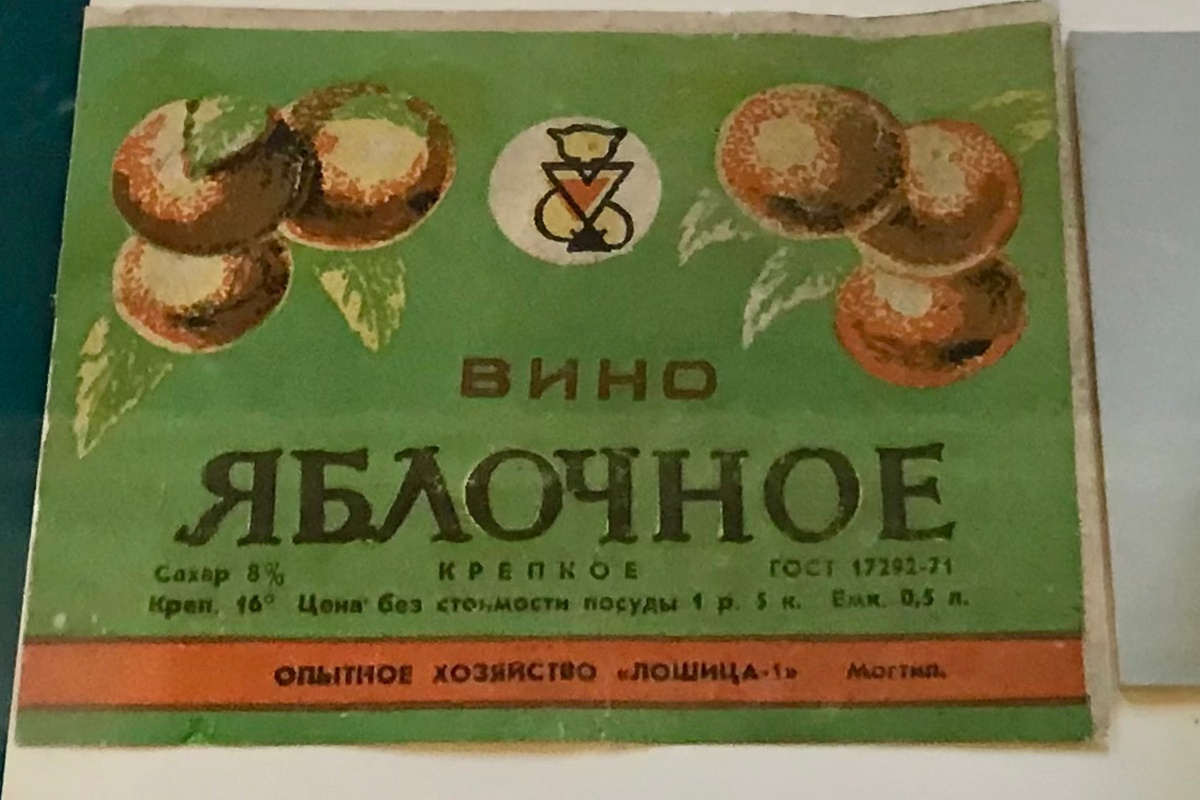 ВИНО
ЯБЛОЧНОЕ
Сахар 8% КРЕПКОЕ ГОСТ 17292-71
Креп. 16° Цена без стоимости посуды 1 р. 5 к. Емк. 0,5 л.
ОПЫТНОЕ ХОЗЯЙСТВО «ЛОШИЦА-1» Могтип.